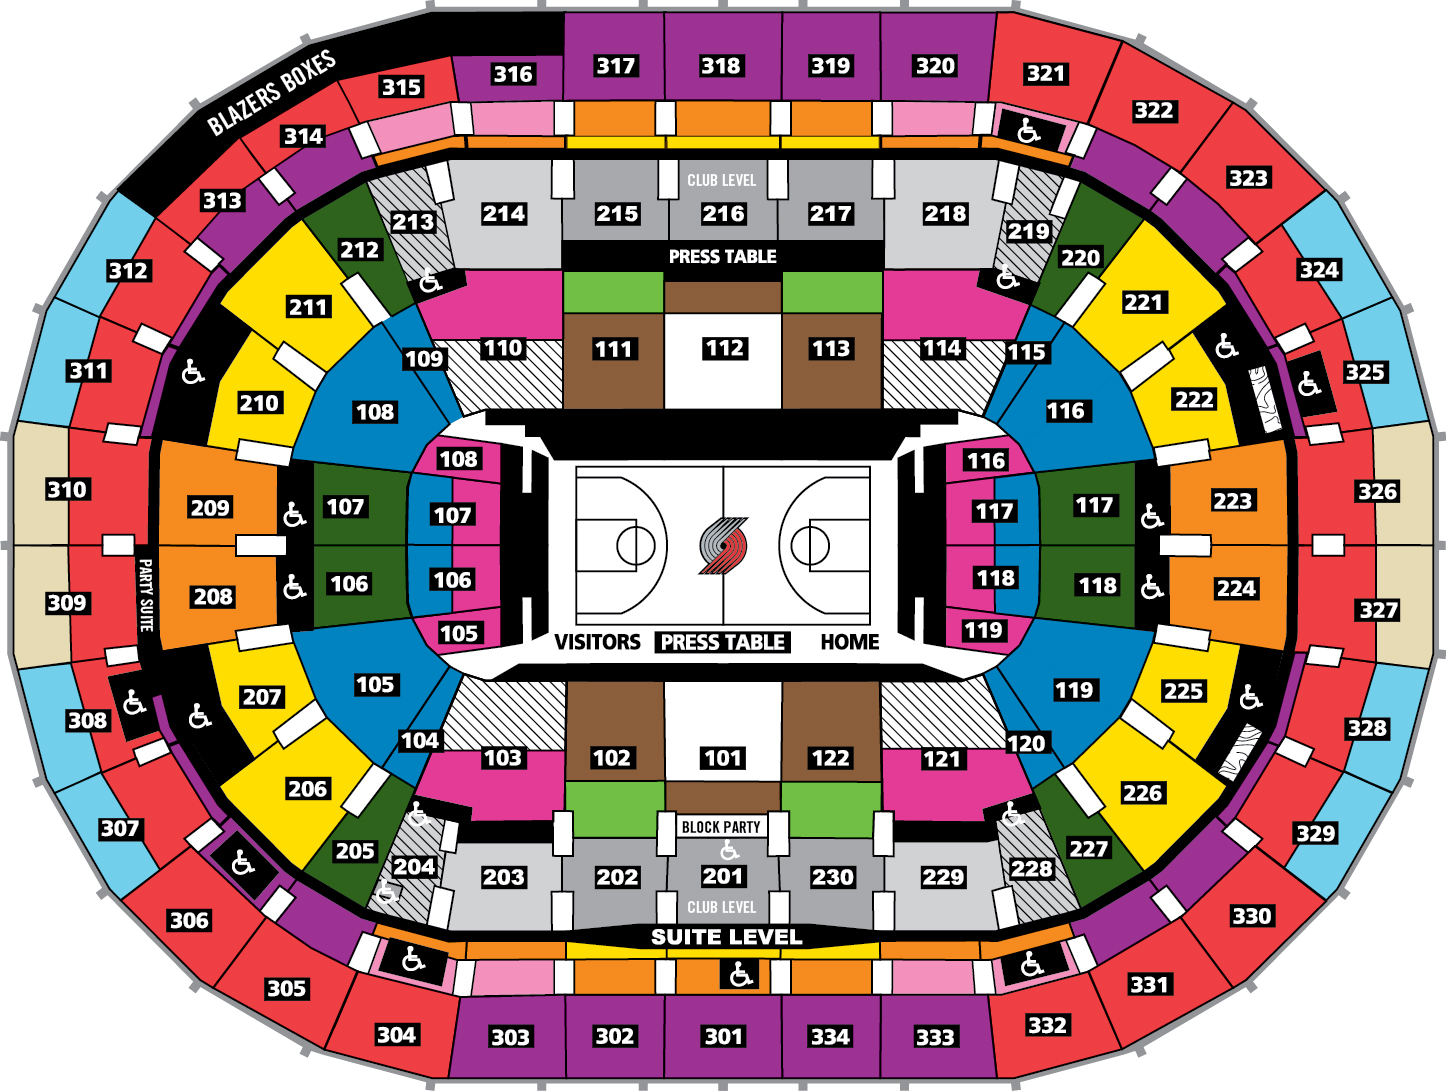 317 318 319 320
316 321
315 322
BLAZERS BOXES
314 323
313 324
312 325
311 326
310 327
309 328
308 329
307 330
306 331
305 332
304 303 302 301 334 333
CLUB LEVEL
213 214 215 216 217 218 219
212 220
PRESS TABLE
211 221
210 222
209 223
208 224
207 225
206 226
205 227
204 203 202 201 230 229 228
109 110 111 112 113 114 115
108 116
108 116
107 107 117 117
106 106 118 118
105 119
105 119
104 103 102 101 122 121 120
VISITORS PRESS TABLE HOME
PARTY SUITE
BLOCK PARTY
CLUB LEVEL
SUITE LEVEL